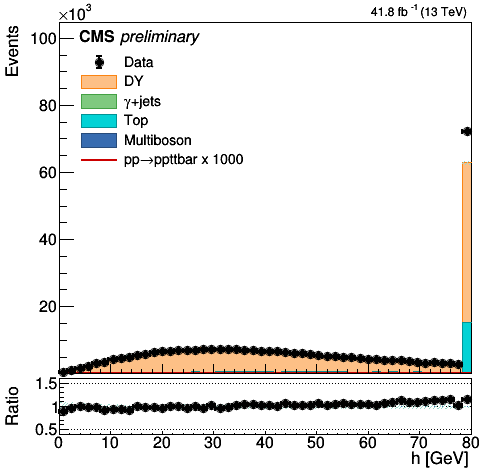 ×10³
41.8 fb⁻¹ (13 TeV)
Events
100
80
60
40
20
CMS preliminary
Data
DY
γ+jets
Top
Multiboson
pp→ppttbar x 1000
Ratio
1.5
1
0.5
0 10 20 30 40 50 60 70 80
h [GeV]